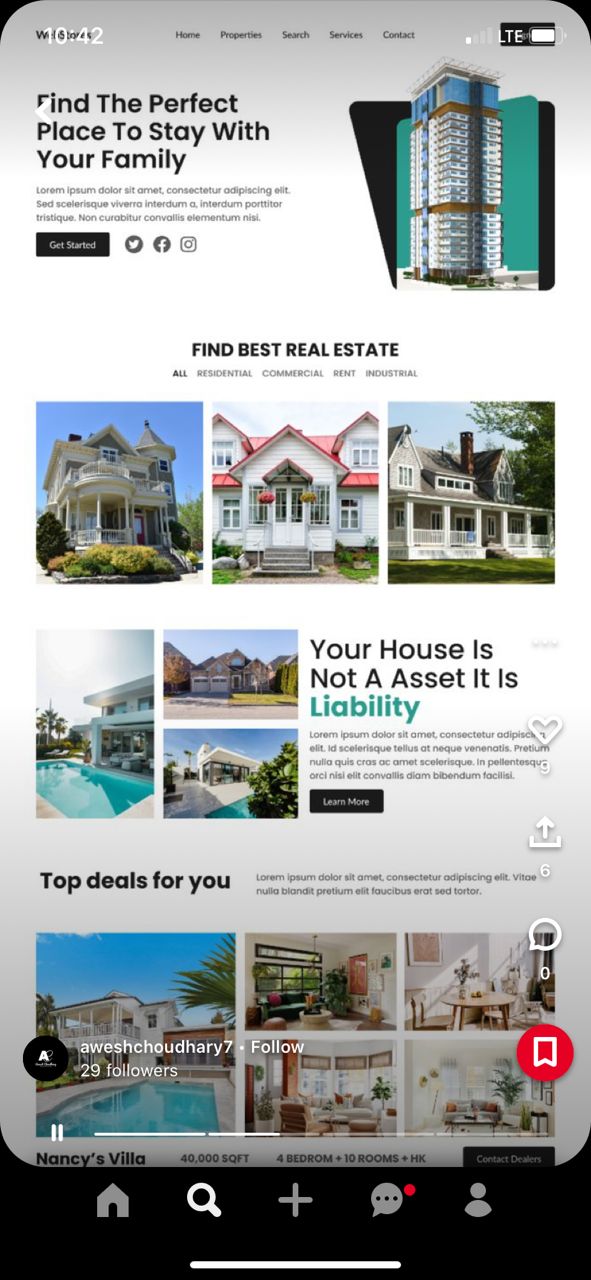 WebStores
10:42
Home
Properties
Search
Services
Contact
LTE
Find The Perfect
Place To Stay With
Your Family
Lorem ipsum dolor sit amet, consectetur adipiscing elit.
Sed scelerisque viverra interdum a, interdum porttitor
tristique. Non curabitur convallis elementum nisi.
Get Started
FIND BEST REAL ESTATE
ALL
RESIDENTIAL
COMMERCIAL
RENT
INDUSTRIAL
Your House Is
Not A Asset It Is
Liability
Lorem ipsum dolor sit amet, consectetur adipiscing
elit. Id scelerisque tellus at neque venenatis. Pretium
nulla quis cras ac amet scelerisque. In pellentesque
orci nisi elit convallis diam bibendum facilisi.
Learn More
9
6
0
Top deals for you
Lorem ipsum dolor sit amet, consectetur adipiscing elit. Vitae
nulla blandit pretium elit faucibus erat sed tortor.
aweshchoudhary7 • Follow
29 followers
Nancy's Villa
40,000 SQFT
4 BEDROM + 10 ROOMS + HK
Contact Dealers